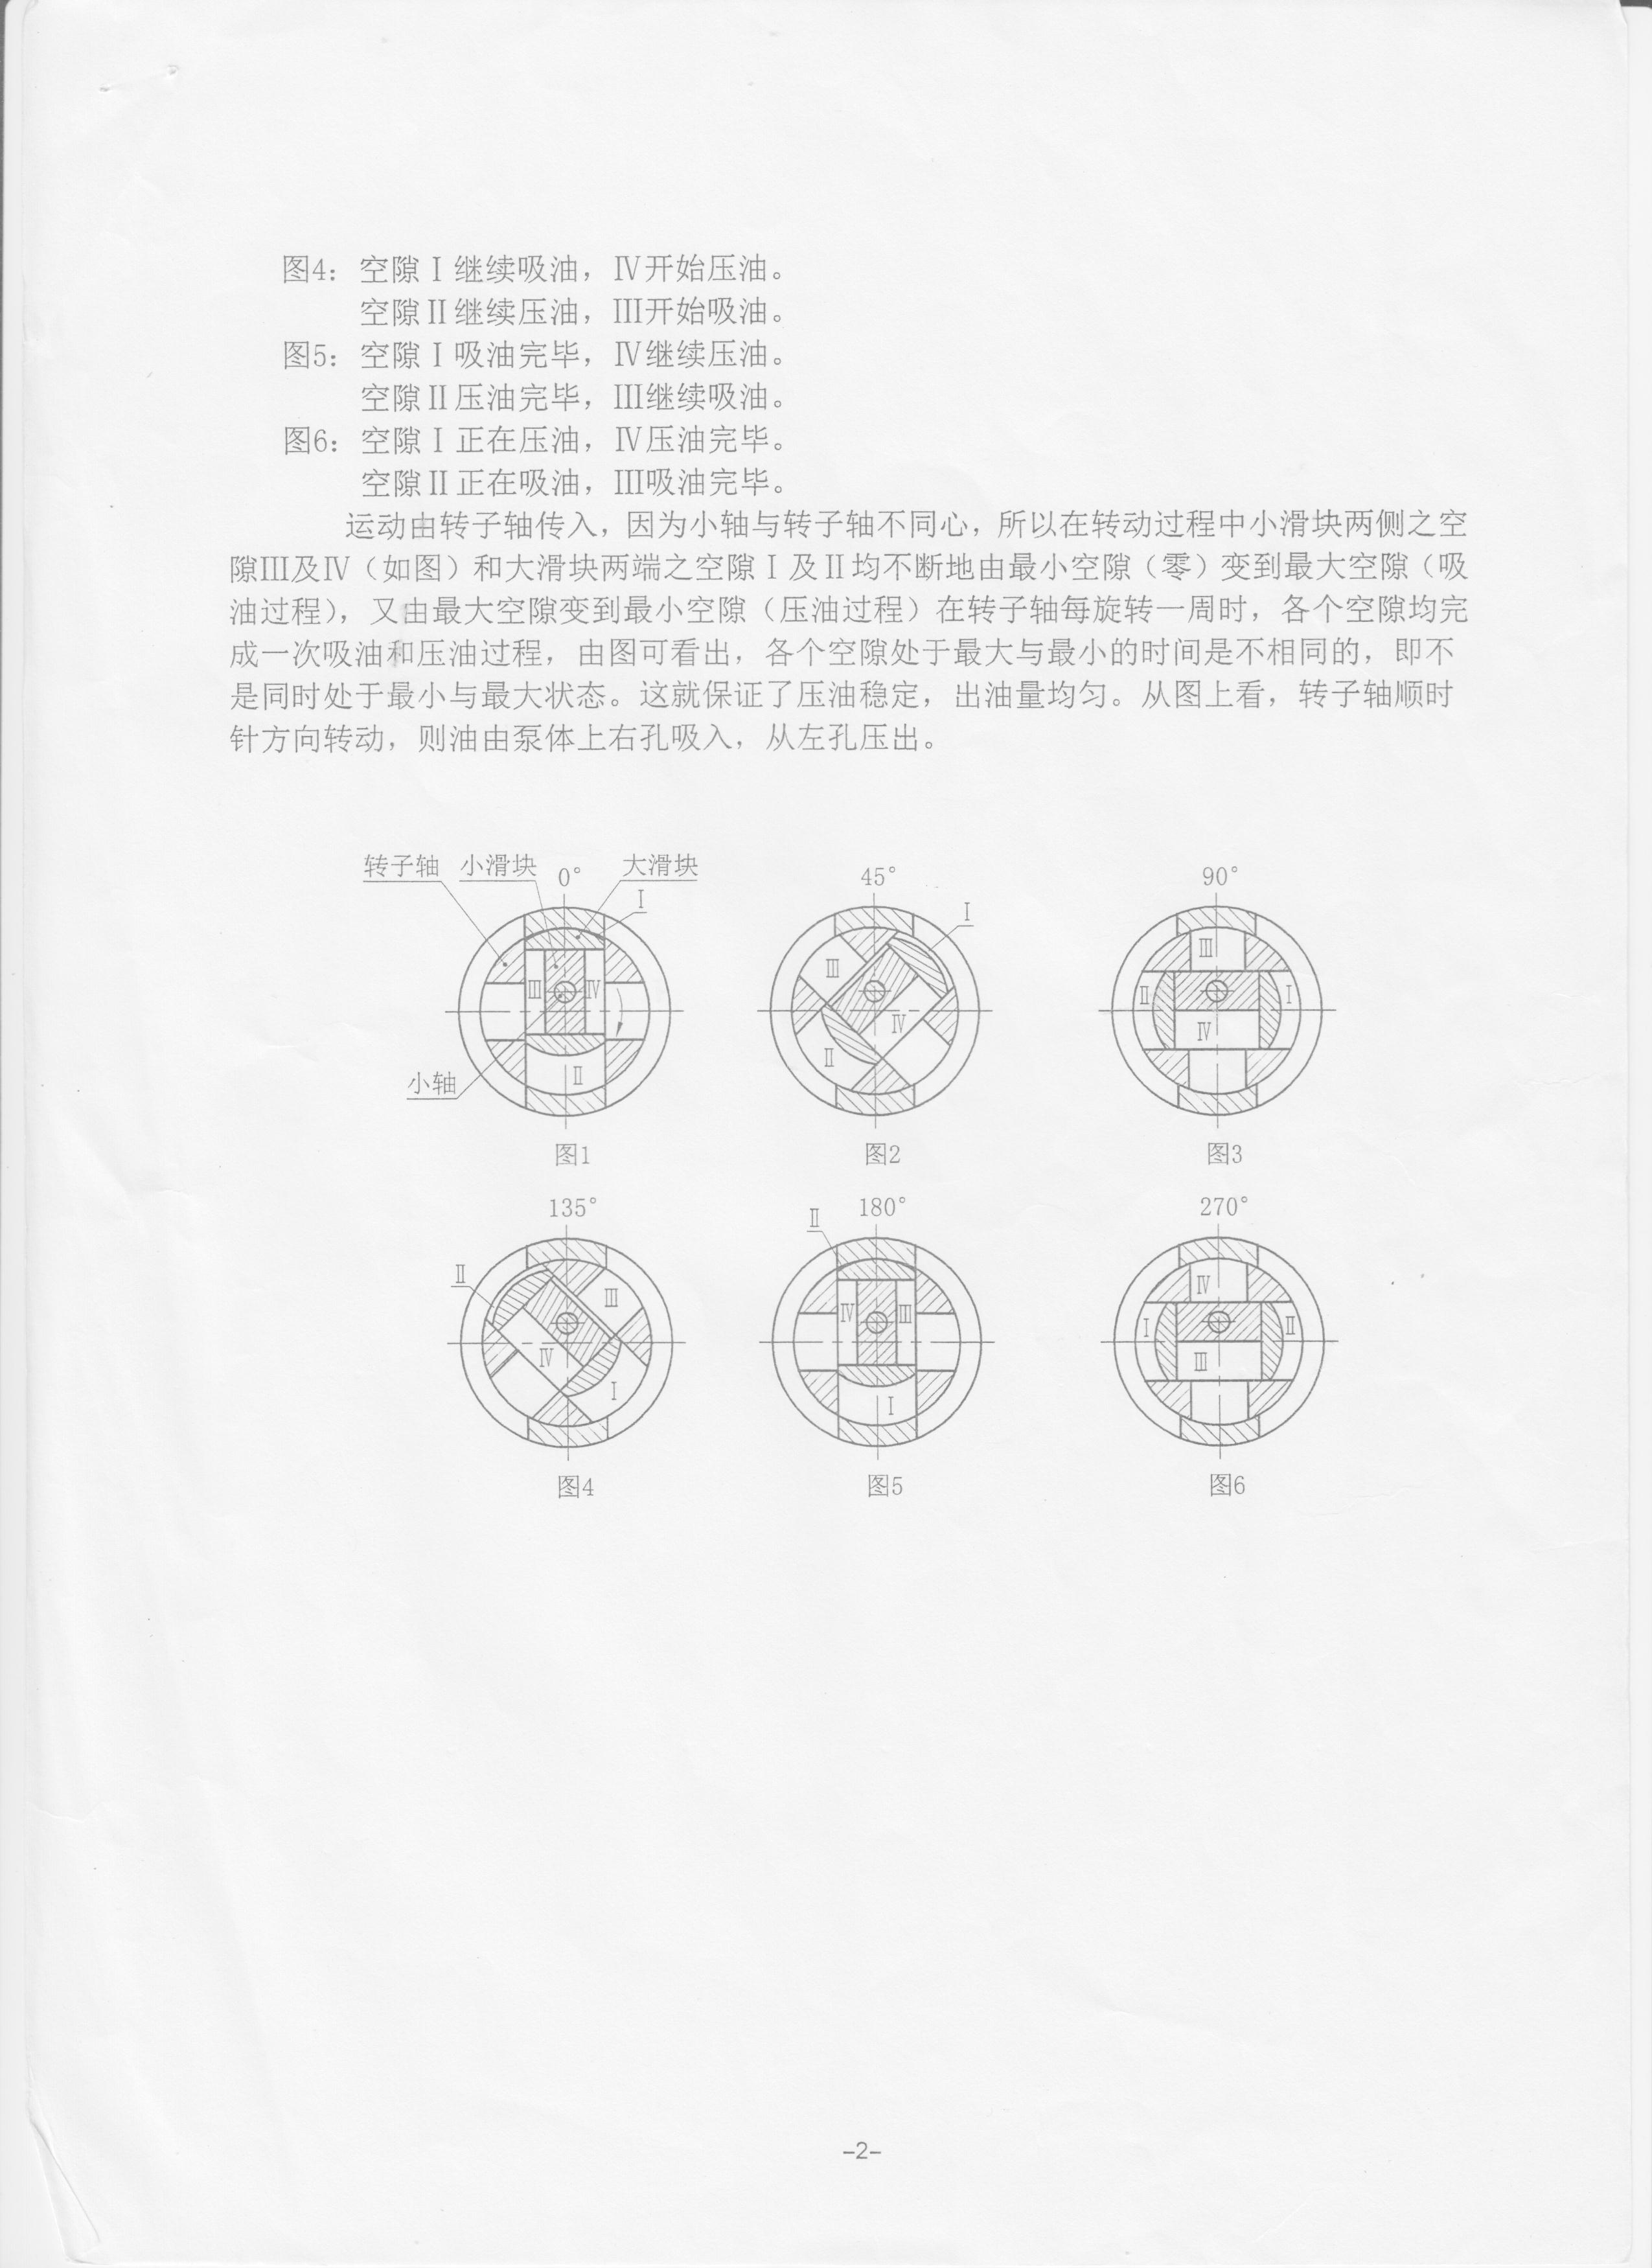 图4：空隙Ⅰ继续吸油，Ⅳ开始压油。
空隙Ⅱ继续压油，Ⅲ开始吸油。
图5：空隙Ⅰ吸油完毕，Ⅳ继续压油。
空隙Ⅱ压油完毕，Ⅲ继续吸油。
图6：空隙Ⅰ正在压油，Ⅳ压油完毕。
空隙Ⅱ正在吸油，Ⅲ吸油完毕。
运动由转子轴传入，因为小轴与转子轴不同心，所以在转动过程中小滑块两侧之空
隙Ⅲ及Ⅳ（如图）和大滑块两端之空隙Ⅰ及Ⅱ均不断地由最小空隙（零）变到最大空隙（吸
油过程），又由最大空隙变到最小空隙（压油过程）在转子轴每旋转一周时，各个空隙均完
成一次吸油和压油过程，由图可看出，各个空隙处于最大与最小的时间是不相同的，即不
是同时处于最小与最大状态。这就保证了压油稳定，出油量均匀。从图上看，转子轴顺时
针方向转动，则油由泵体上右孔吸入，从左孔压出。
转子轴 小滑块 0° 大滑块
Ⅰ
Ⅲ Ⅳ
Ⅱ
小轴
图1
45°
Ⅰ
Ⅲ
Ⅳ
Ⅱ
图2
90°
Ⅲ
Ⅱ Ⅰ
Ⅳ
图3
135°
Ⅱ
Ⅲ
Ⅳ
Ⅰ
图4
Ⅱ 180°
Ⅳ Ⅲ
Ⅰ
图5
270°
Ⅳ
Ⅰ Ⅱ
Ⅲ
图6
-2-